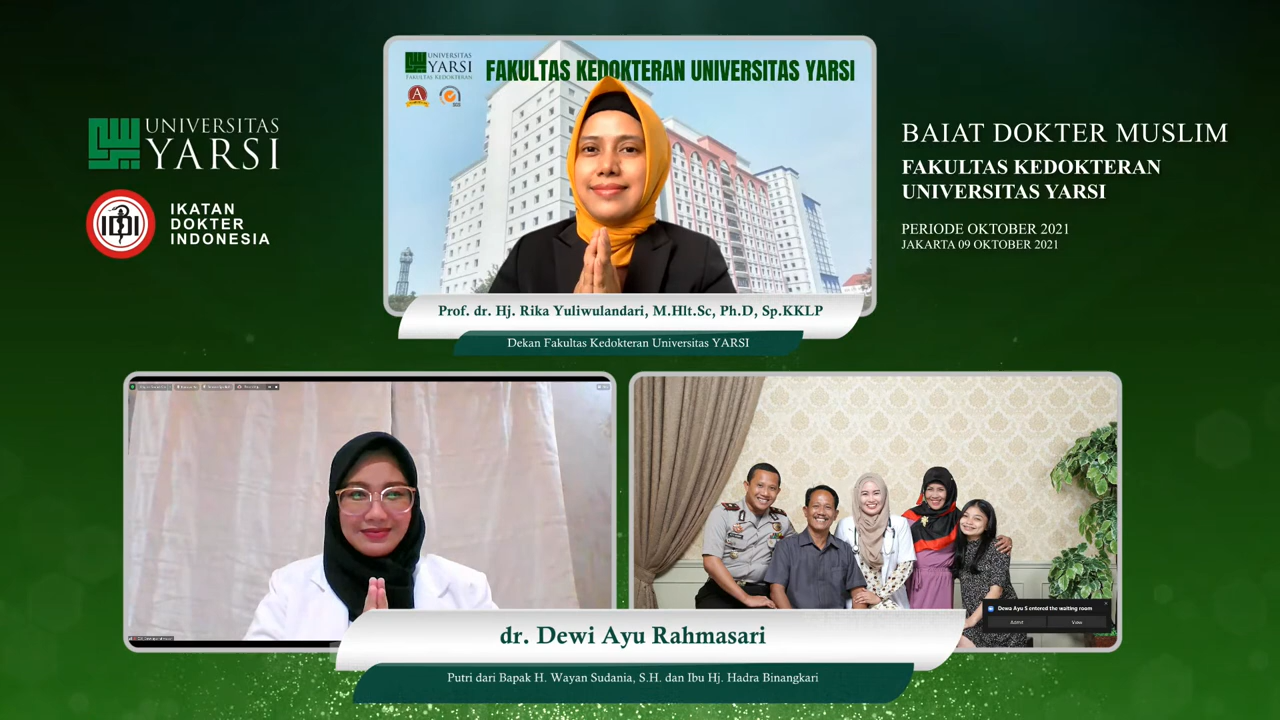 UNIVERSITAS
YARSI
IKATAN
DOKTER
INDONESIA
UNIVERSITAS
YARSI
FAKULTAS KEDOKTERAN
A
FAKULTAS KEDOKTERAN UNIVERSITAS YARSI
Prof. dr. Hj. Rika Yuliwulandari, M.Hlt.Sc, Ph.D, Sp.KKLP
Dekan Fakultas Kedokteran Universitas YARSI
BAIAT DOKTER MUSLIM
FAKULTAS KEDOKTERAN
UNIVERSITAS YARSI
PERIODE OKTOBER 2021
JAKARTA 09 OKTOBER 2021
Dewa Ayu S entered the waiting room
Admit
View
dr. Dewi Ayu Rahmasari
Putri dari Bapak H. Wayan Sudania, S.H. dan Ibu Hj. Hadra Binangkari